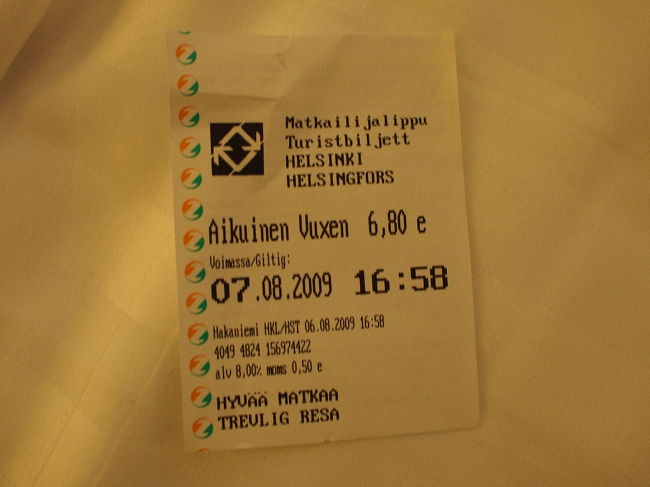 Matkailijalippu
Turistbiljett
HELSINKI
HELSINGFORS
Aikuinen Vuxen 6,80 e
Voimassa/Giltig:
07.08.2009 16:58
Hakaniemi HKL/HST 06.08.2009 16:58
4049 4824 156974422
alv 8,00% moms 0,50 e
HYVÄÄ MATKAA
TREVLIG RESA